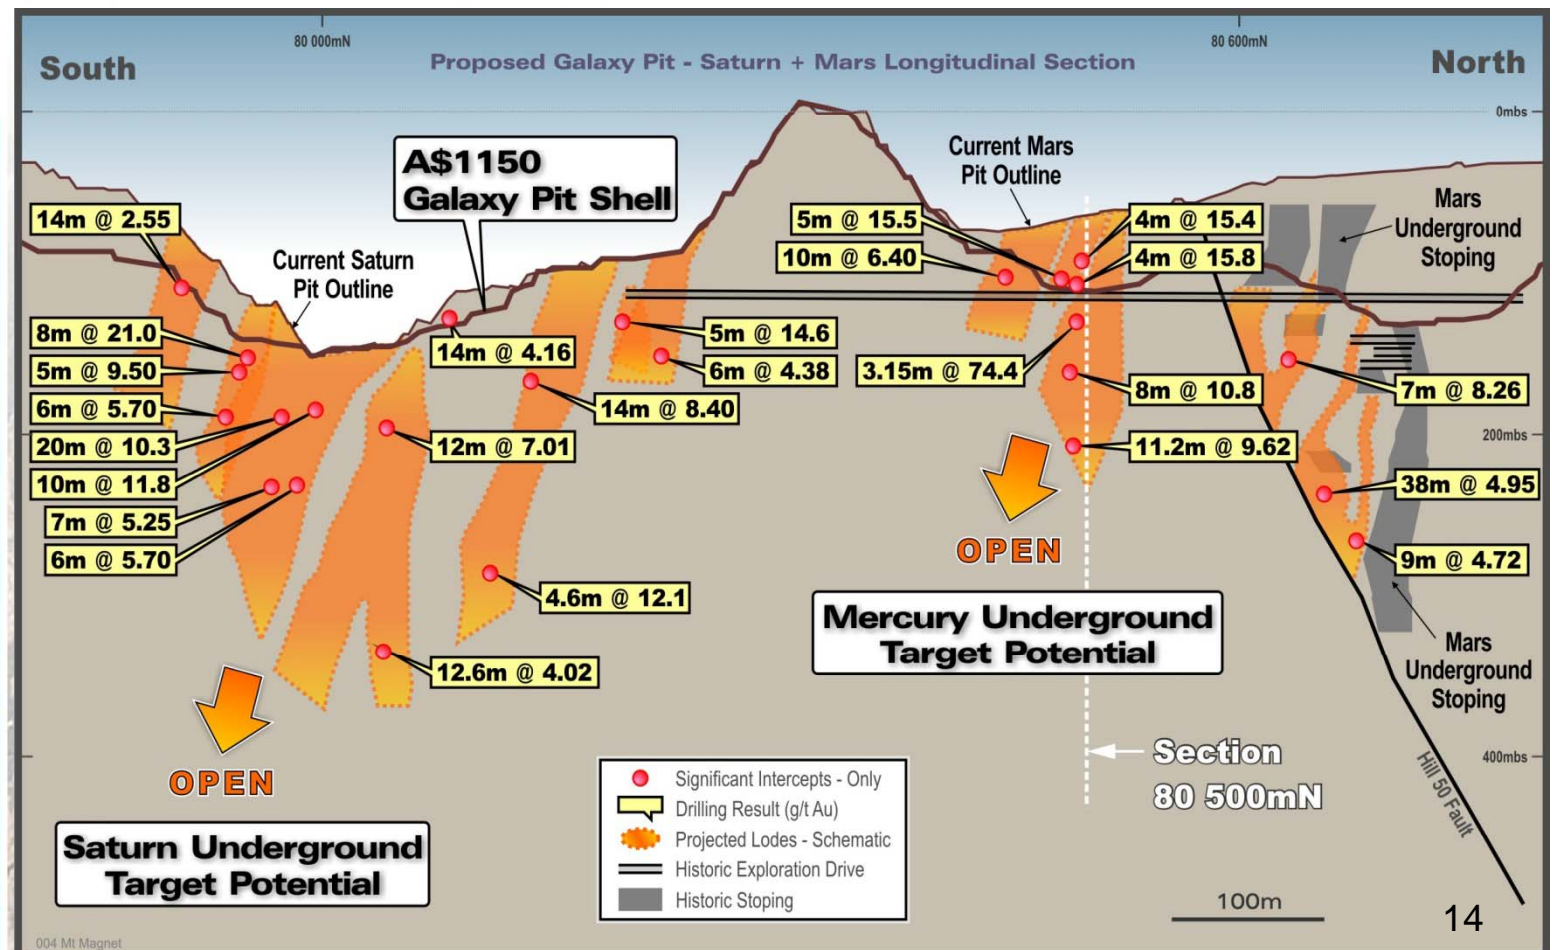 80 000mN
80 600mN
South
Proposed Galaxy Pit - Saturn + Mars Longitudinal Section
North
0mbs
A$1150
Galaxy Pit Shell
Current Mars
Pit Outline
Mars
Underground
Stoping
14m @ 2.55
5m @ 15.5
4m @ 15.4
10m @ 6.40
4m @ 15.8
Current Saturn
Pit Outline
8m @ 21.0
5m @ 9.50
6m @ 5.70
20m @ 10.3
10m @ 11.8
7m @ 5.25
6m @ 5.70
14m @ 4.16
5m @ 14.6
6m @ 4.38
14m @ 8.40
12m @ 7.01
4.6m @ 12.1
12.6m @ 4.02
3.15m @ 74.4
8m @ 10.8
11.2m @ 9.62
7m @ 8.26
200mbs
38m @ 4.95
9m @ 4.72
OPEN
Mercury Underground
Target Potential
Mars
Underground
Stoping
OPEN
Section
80 500mN
400mbs
Hill 50 Fault
Saturn Underground
Target Potential
Significant Intercepts - Only
Drilling Result (g/t Au)
Projected Lodes - Schematic
Historic Exploration Drive
Historic Stoping
100m
14
004 Mt Magnet